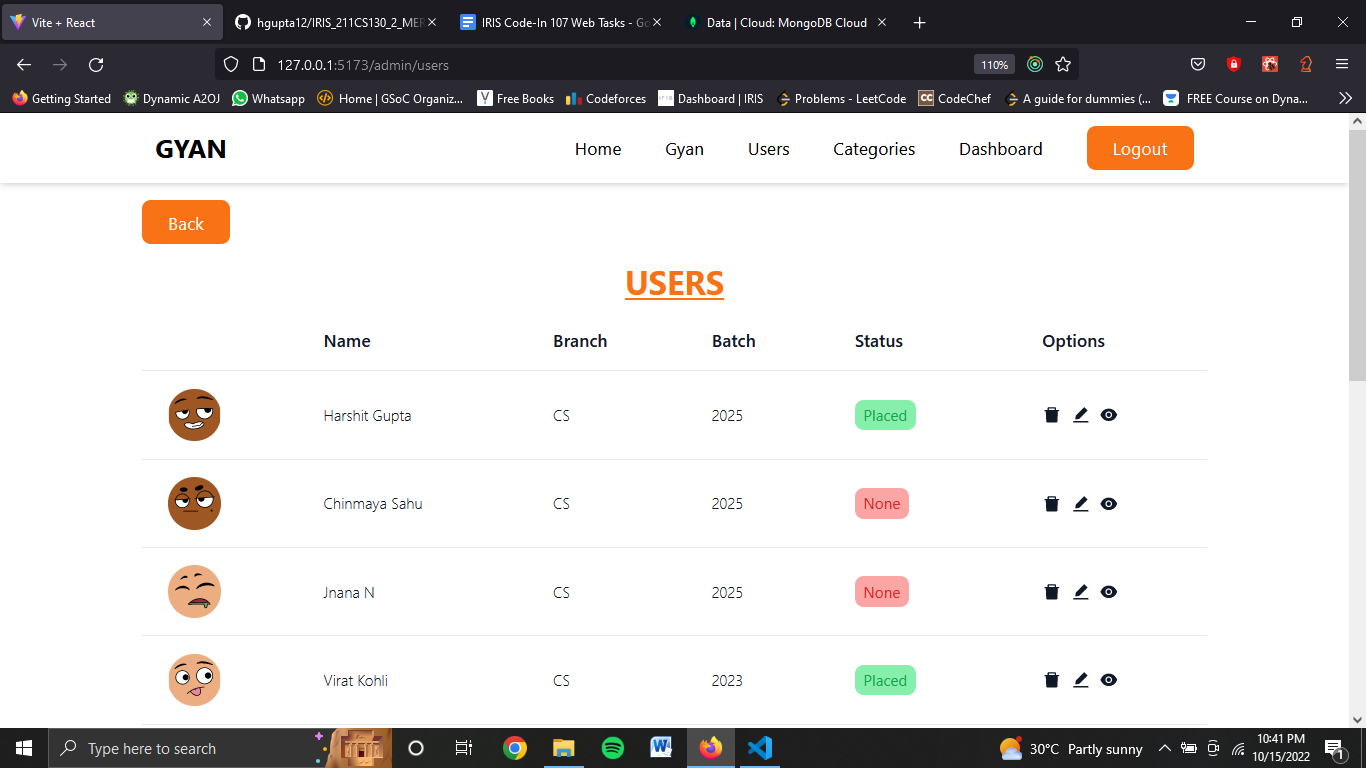 Vite + React
hgupta12/IRIS_211CS130_2_MER
IRIS Code-In 107 Web Tasks - Go
Data | Cloud: MongoDB Cloud
127.0.0.1:5173/admin/users
110%
Getting Started
Dynamic A2OJ
Whatsapp
Home | GSoC Organiz...
Free Books
Codeforces
Dashboard | IRIS
Problems - LeetCode
CodeChef
A guide for dummies (...
FREE Course on Dyna...
GYAN
Home
Gyan
Users
Categories
Dashboard
Logout
Back
USERS
Name Branch Batch Status Options
Harshit Gupta CS 2025 Placed
Chinmaya Sahu CS 2025 None
Jnana N CS 2025 None
Virat Kohli CS 2023 Placed
Type here to search
30°C Partly sunny
10:41 PM
10/15/2022
1